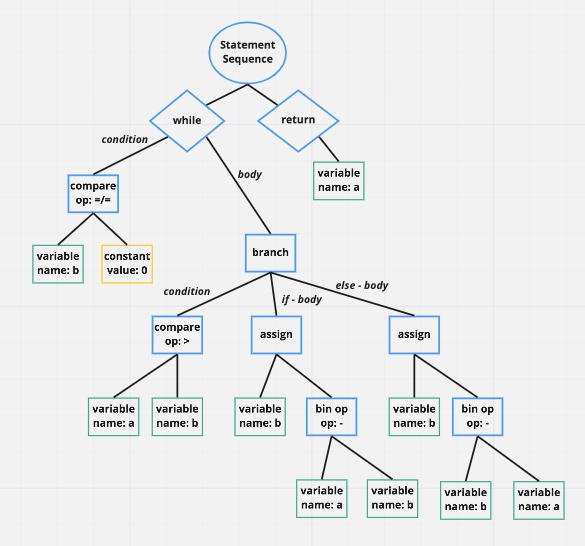 Statement
Sequence
while
return
condition
body
variable
name: a
compare
op: =/=
variable
name: b
constant
value: 0
branch
condition
if - body
else - body
compare
op: >
assign
assign
variable
name: a
variable
name: b
variable
name: b
bin op
op: -
variable
name: b
bin op
op: -
variable
name: a
variable
name: b
variable
name: b
variable
name: a